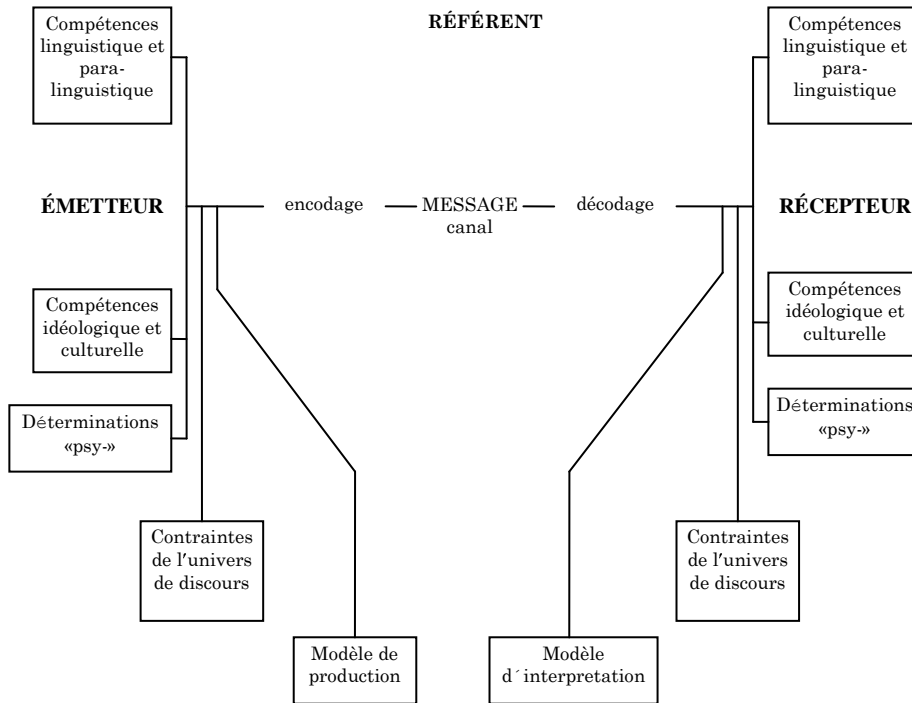 Compétences
linguistique et
para-
linguistique
RÉFÉRENT
Compétences
linguistique et
para-
linguistique
ÉMETTEUR
encodage
MESSAGE
canal
décodage
RÉCEPTEUR
Compétences
idéologique et
culturelle
Compétences
idéologique et
culturelle
Déterminations
«psy-»
Déterminations
«psy-»
Contraintes
de l'univers
de discours
Contraintes
de l'univers
de discours
Modèle de
production
Modèle
d´interpretation